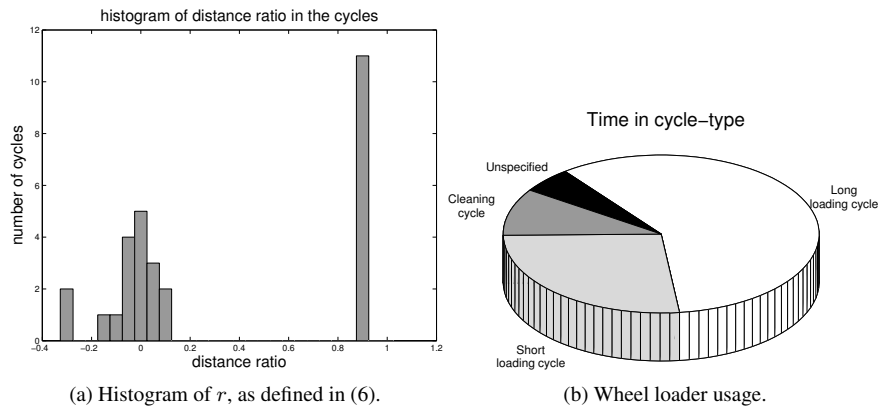 histogram of distance ratio in the cycles
12
10
8
6
4
2
0
−0.4 −0.2 0 0.2 0.4 0.6 0.8 1 1.2
number of cycles
distance ratio
(a) Histogram of r, as defined in (6).
Time in cycle−type
Unspecified
Cleaning
cycle
Long
loading cycle
Short
loading cycle
(b) Wheel loader usage.